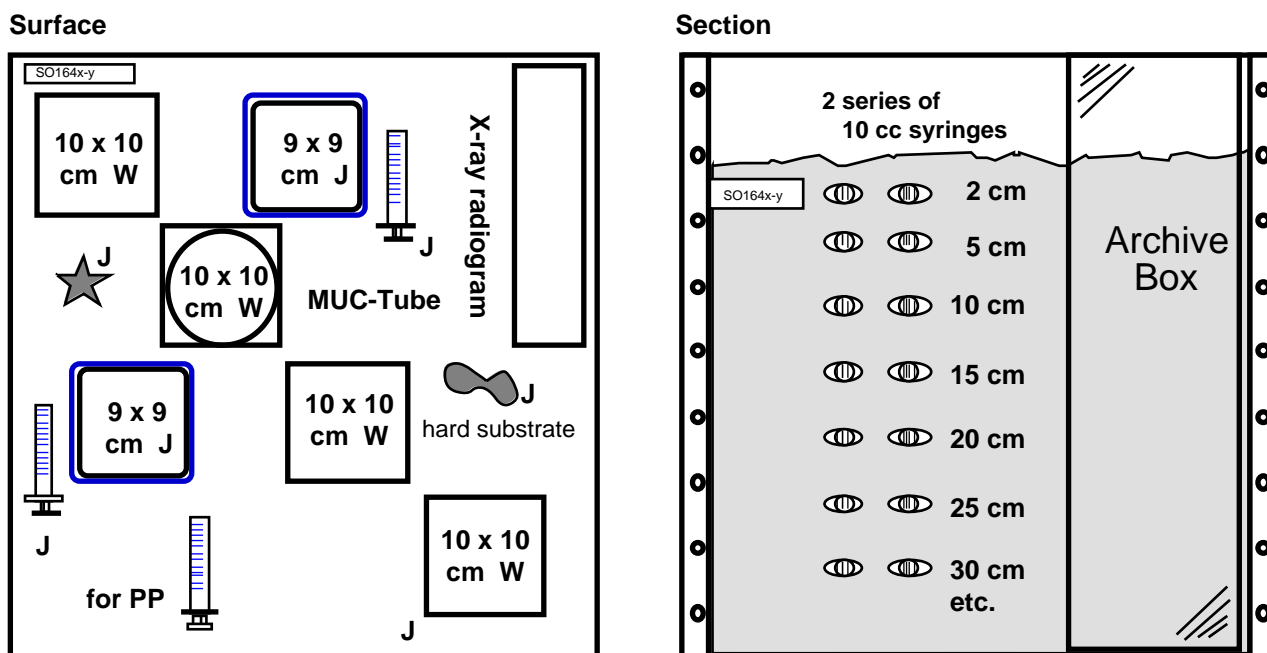 Surface
SO164x-y
10 x 10
cm W
9 x 9
cm J
J
X-ray radiogram
J
10 x 10
cm W
MUC-Tube
9 x 9
cm J
10 x 10
cm W
J
hard substrate
J
10 x 10
cm W
for PP
J
Section
2 series of
10 cc syringes
SO164x-y
2 cm
5 cm
Archive
Box
10 cm
15 cm
20 cm
25 cm
30 cm
etc.